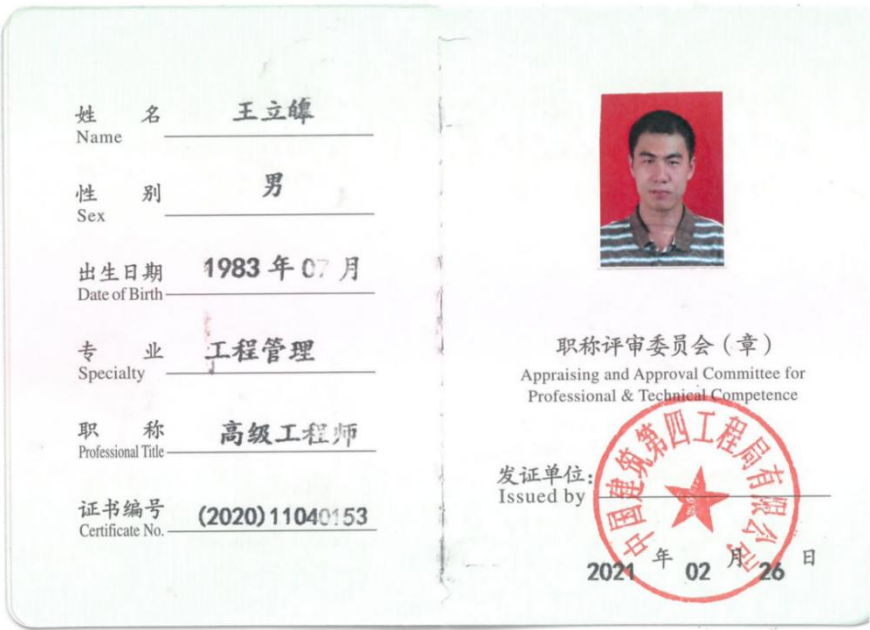 姓 名 王立皞
Name
性 别 男
Sex
出生日期 1983 年 07 月
Date of Birth
专 业 工程管理
Specialty
职 称 高级工程师
Professional Title
证书编号 (2020)11040153
Certificate No.
职称评审委员会（章）
Appraising and Approval Committee for
Professional & Technical Competence
中国建筑第四工程局有限公司
发证单位:
Issued by
2021 年 02 月 26 日